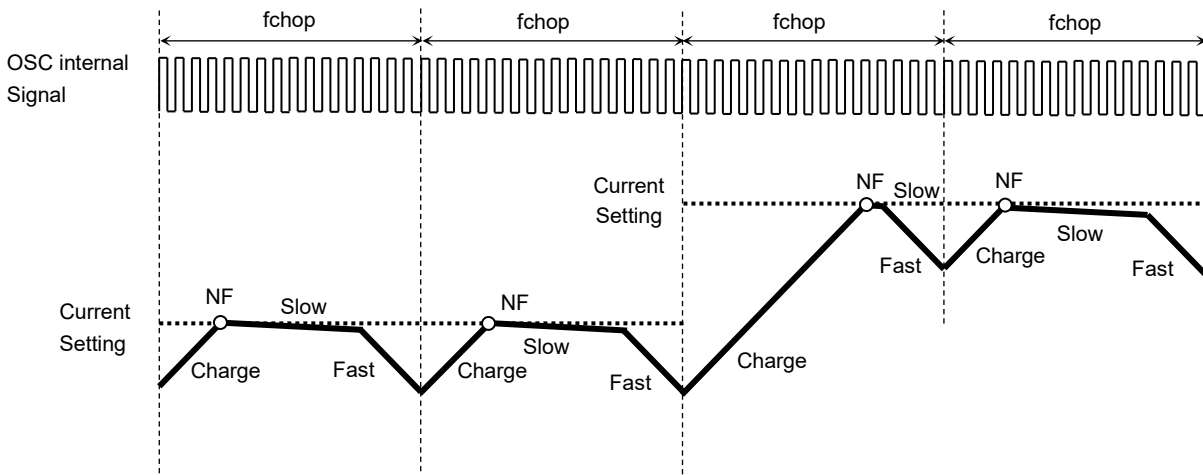 fchop
fchop
fchop
fchop
OSC internal
Signal
Current
Setting
NF
Slow
NF
Charge
Slow
Fast
Fast
Charge
Current
Setting
NF
Slow
NF
Slow
Charge
Fast
Charge
Fast